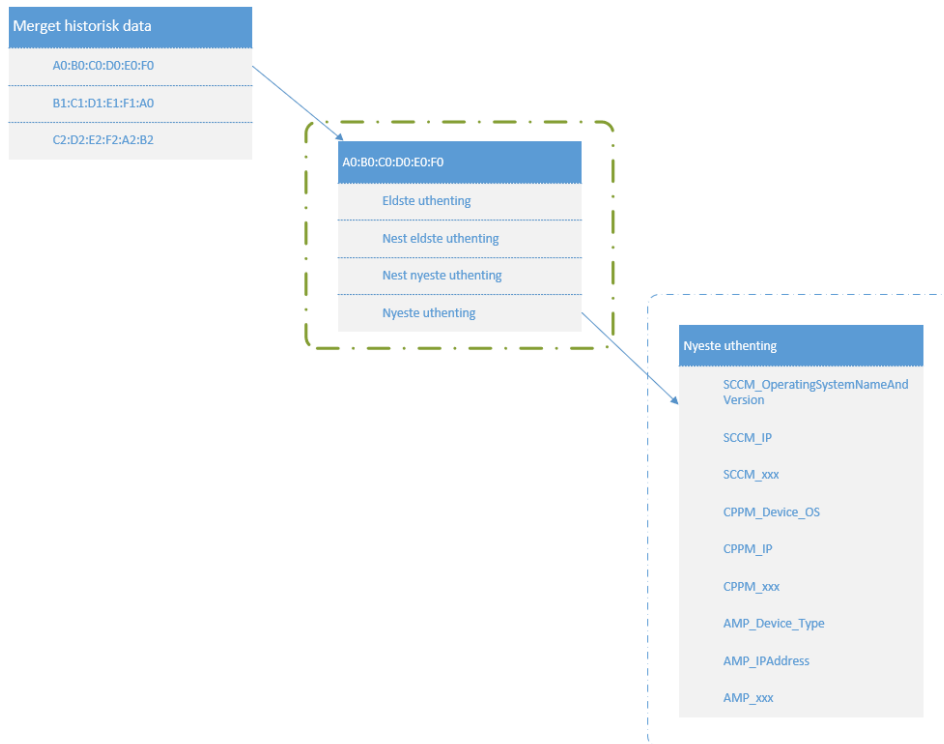 Merget historisk data
A0:B0:C0:D0:E0:F0
B1:C1:D1:E1:F1:A0
C2:D2:E2:F2:A2:B2
A0:B0:C0:D0:E0:F0
Eldste uthenting
Nest eldste uthenting
Nest nyeste uthenting
Nyeste uthenting
Nyeste uthenting
SCCM_OperatingSystemNameAnd
Version
SCCM_IP
SCCM_xxx
CPPM_Device_OS
CPPM_IP
CPPM_xxx
AMP_Device_Type
AMP_IPAddress
AMP_xxx